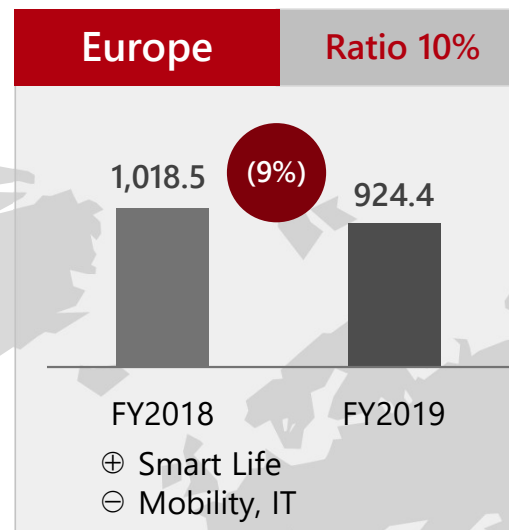 Europe Ratio 10%
(9%)
1,018.5 924.4
FY2018 FY2019
⊕ Smart Life
⊖ Mobility, IT